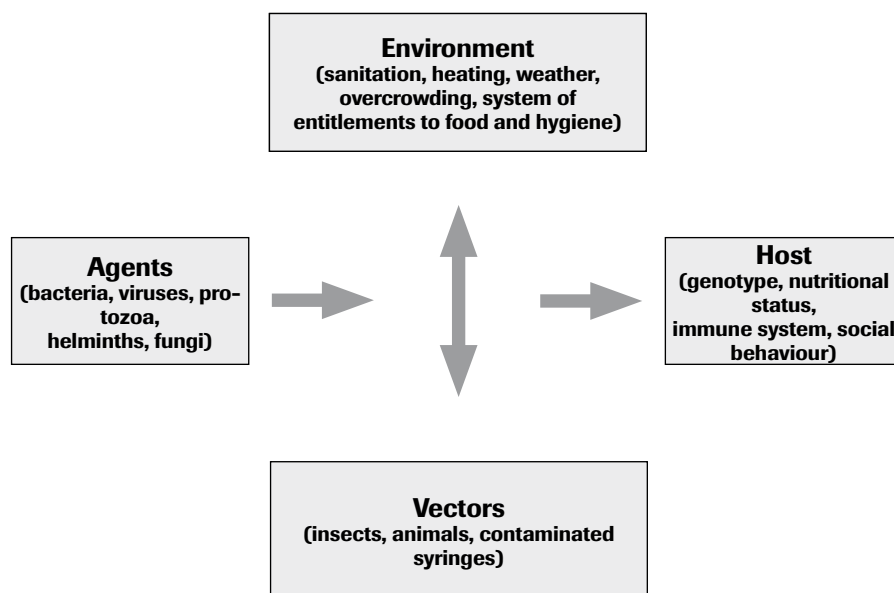 Environment
(sanitation, heating, weather,
overcrowding, system of
entitlements to food and hygiene)
Agents
(bacteria, viruses, pro-
tozoa,
helminths, fungi)
Host
(genotype, nutritional
status,
immune system, social
behaviour)
Vectors
(insects, animals, contaminated
syringes)